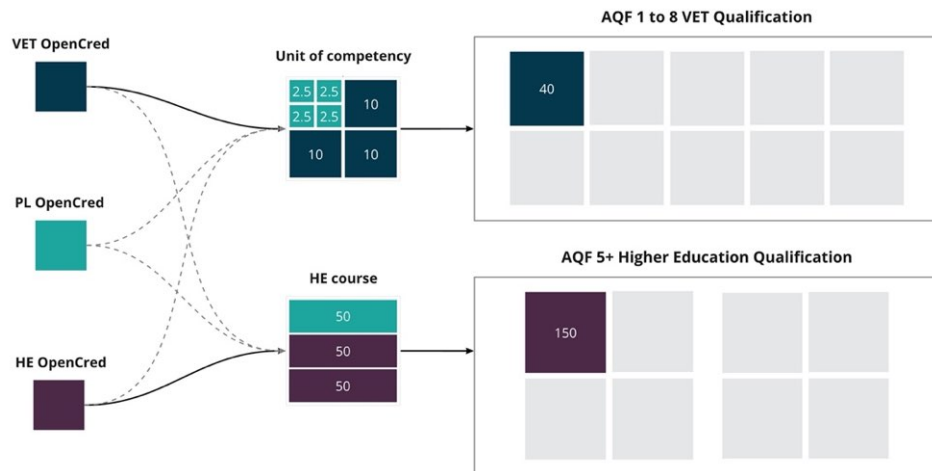 AQF 1 to 8 VET Qualification
VET OpenCred
Unit of competency
2.5 2.5
10
2.5 2.5
10 10
40
PL OpenCred
AQF 5+ Higher Education Qualification
HE course
50
50
50
150
HE OpenCred